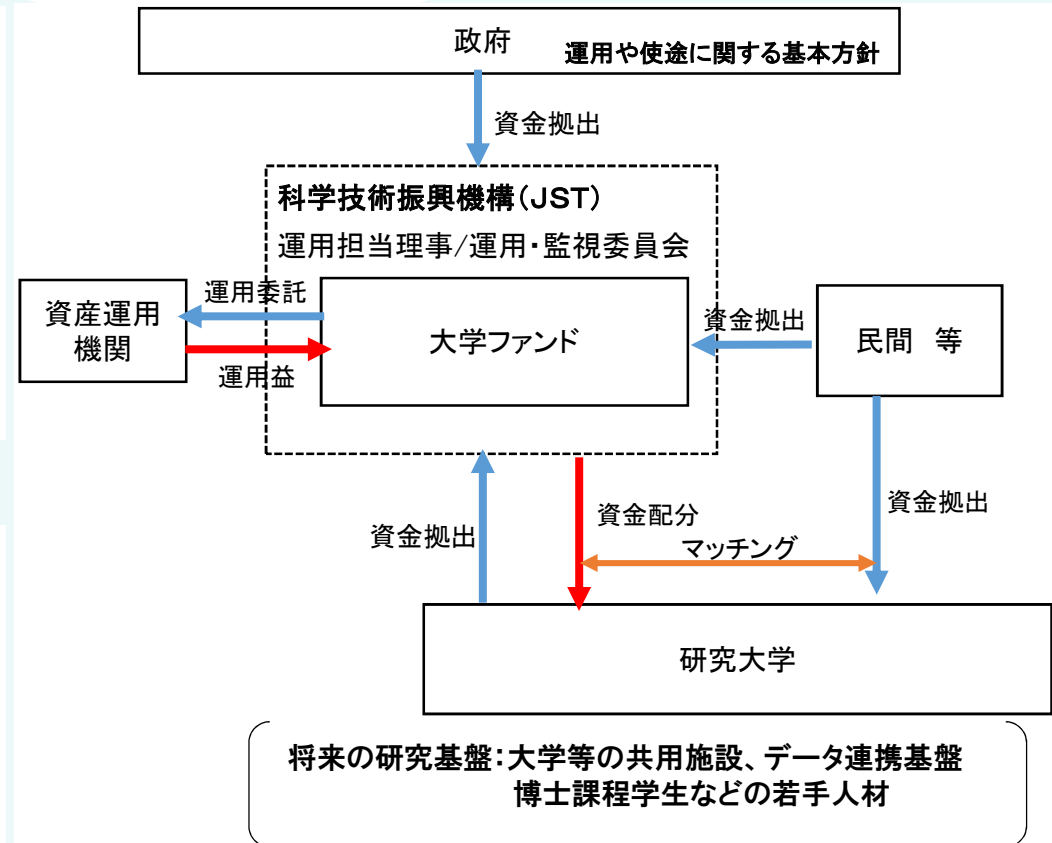 政府
運用や使途に関する基本方針
資金拠出
科学技術振興機構(JST)
運用担当理事/運用・監視委員会
運用委託
資産運用
機関
運用益
大学ファンド
資金拠出
民間 等
資金拠出
資金配分
資金拠出
マッチング
研究大学
将来の研究基盤:大学等の共用施設、データ連携基盤
博士課程学生などの若手人材